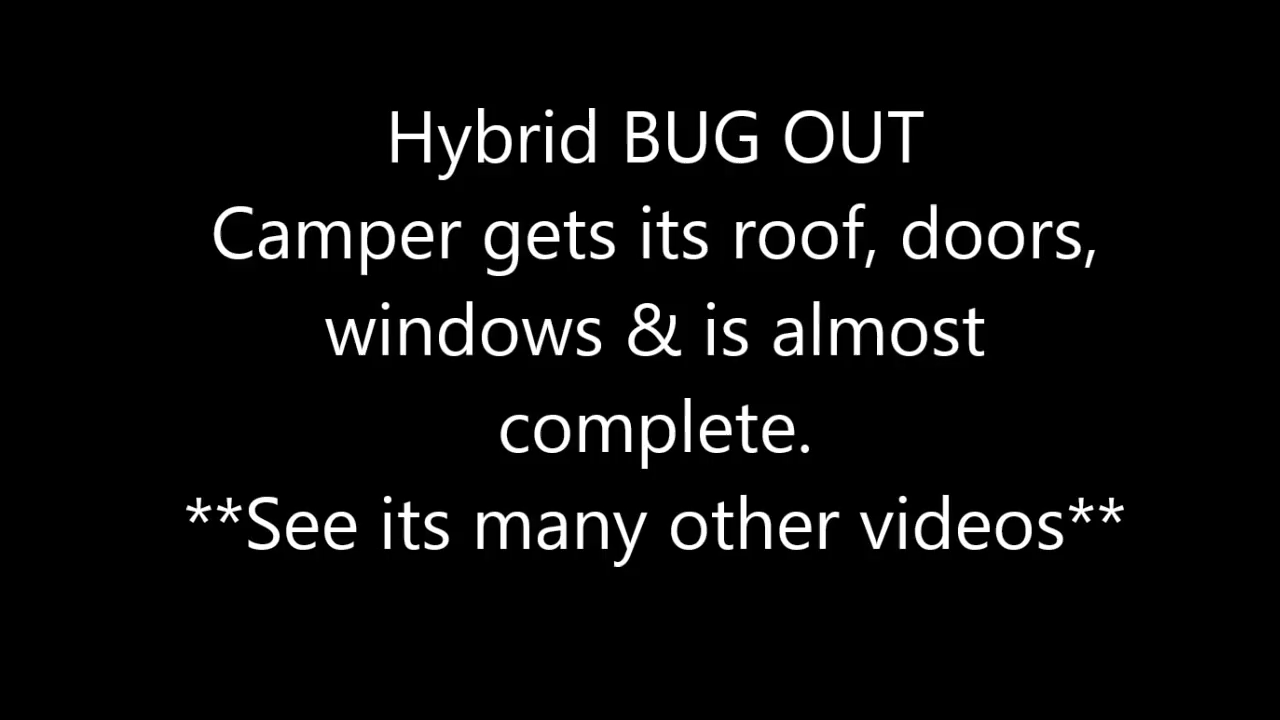 Hybrid BUG OUT
Camper gets its roof, doors,
windows & is almost
complete.
**See its many other videos**